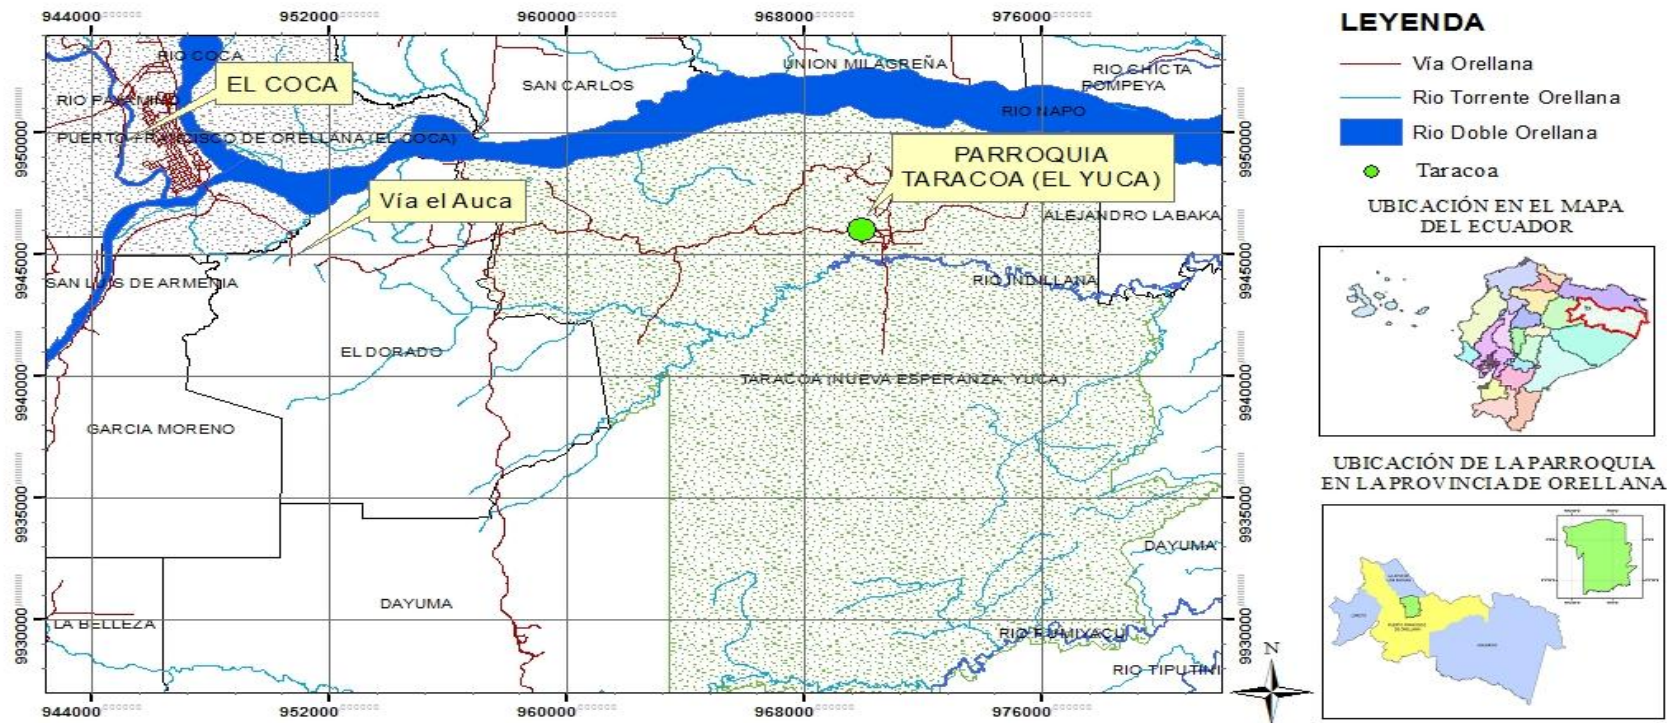 944000 952000 960000 968000 976000
RIO COCA
EL COCA
RIO PAYAMINO
PUERTO FRANCISCO DE ORELLANA (EL COCA)
SAN CARLOS
UNION MILAGREÑA
RIO CHICTA
POMPEYA
RIO NAPO
PARROQUIA
TARACOA (EL YUCA)
Vía el Auca
ALEJANDRO LABAKA
SAN LUIS DE ARMENIA
RIO INDILLANA
EL DORADO
TARACOA (NUEVA ESPERANZA: YUCA)
GARCIA MORENO
DAYUMA
DAYUMA
LA BELLEZA
RIO RUMIYACU
RIO TIPUTINI
9950000
9945000
9940000
9935000
9930000
9950000
9945000
9940000
9935000
9930000
944000 952000 960000 968000 976000
N
LEYENDA
Vía Orellana
Rio Torrente Orellana
Rio Doble Orellana
Taracoa
UBICACIÓN EN EL MAPA
DEL ECUADOR
UBICACIÓN DE LA PARROQUIA
EN LA PROVINCIA DE ORELLANA